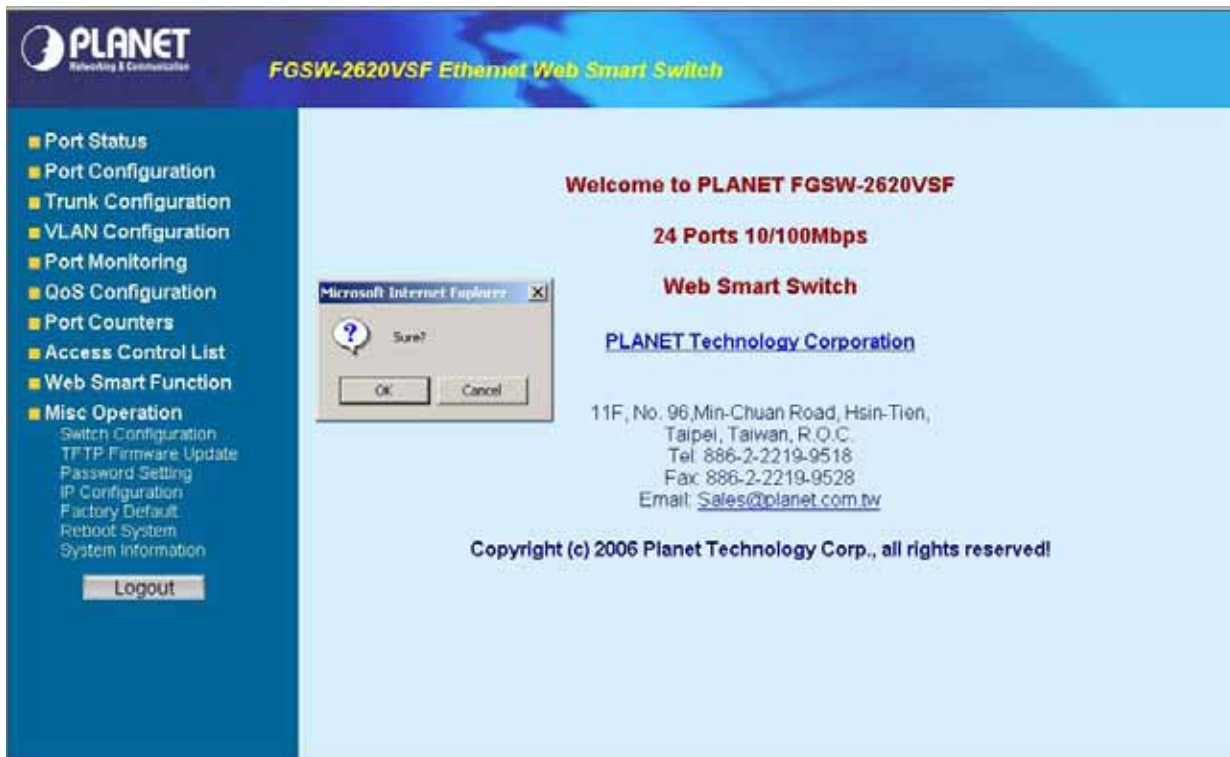 PLANET
Networking & Communication
FGSW-2620VSF Ethernet Web Smart Switch
Port Status
Port Configuration
Trunk Configuration
VLAN Configuration
Port Monitoring
QoS Configuration
Port Counters
Access Control List
Web Smart Function
Misc Operation
Switch Configuration
TFTP Firmware Update
Password Setting
IP Configuration
Factory Default
Reboot System
System Information
Logout
Welcome to PLANET FGSW-2620VSF
24 Ports 10/100Mbps
Web Smart Switch
Microsoft Internet Explorer
Sure?
OK Cancel
PLANET Technology Corporation
11F, No. 96,Min-Chuan Road, Hsin-Tien,
Taipei, Taiwan, R.O.C.
Tel: 886-2-2219-9518
Fax: 886-2-2219-9528
Email: Sales@planet.com.tw
Copyright (c) 2006 Planet Technology Corp., all rights reserved!